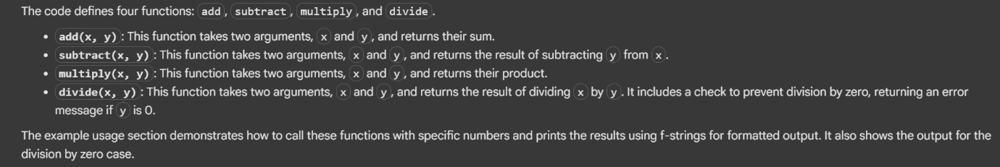 The code defines four functions: add, subtract, multiply, and divide.
• add(x, y): This function takes two arguments, x and y, and returns their sum.
• subtract(x, y): This function takes two arguments, x and y, and returns the result of subtracting y from x.
• multiply(x, y): This function takes two arguments, x and y, and returns their product.
• divide(x, y): This function takes two arguments, x and y, and returns the result of dividing x by y. It includes a check to prevent division by zero, returning an error
message if y is 0.
The example usage section demonstrates how to call these functions with specific numbers and prints the results using f-strings for formatted output. It also shows the output for the
division by zero case.